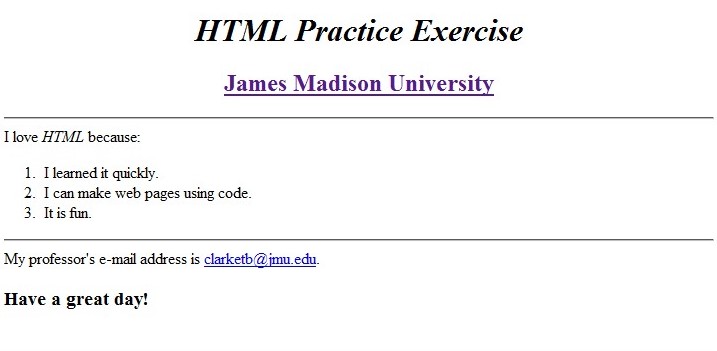 HTML Practice Exercise
James Madison University
I love HTML because:
1. I learned it quickly.
2. I can make web pages using code.
3. It is fun.
My professor's e-mail address is clarketb@jmu.edu.
Have a great day!